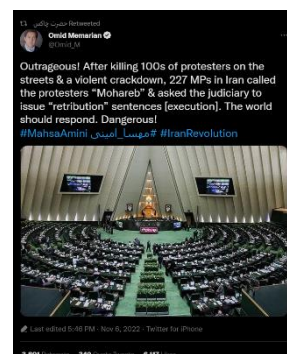 حضرت چاکس Retweeted
Omid Memarian
@Omid_M
Outrageous! After killing 100s of protesters on the
streets & a violent crackdown, 227 MPs in Iran called
the protesters “Mohareb” & asked the judiciary to
issue “retribution” sentences [execution]. The world
should respond. Dangerous!
#MahsaAmini #مهسا_امینی #IranRevolution
Last edited 5:46 PM · Nov 6, 2022 · Twitter for iPhone